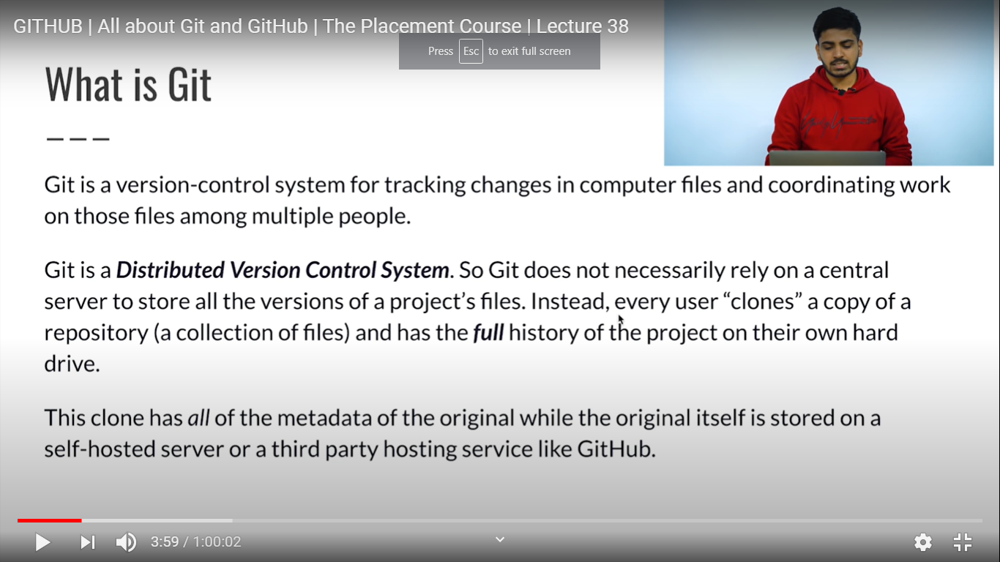 GITHUB | All about Git and GitHub | The Placement Course | Lecture 38
Press Esc to exit full screen
What is Git
Git is a version-control system for tracking changes in computer files and coordinating work
on those files among multiple people.
Git is a Distributed Version Control System. So Git does not necessarily rely on a central
server to store all the versions of a project’s files. Instead, every user “clones” a copy of a
repository (a collection of files) and has the full history of the project on their own hard
drive.
This clone has all of the metadata of the original while the original itself is stored on a
self-hosted server or a third party hosting service like GitHub.
3:59 / 1:00:02